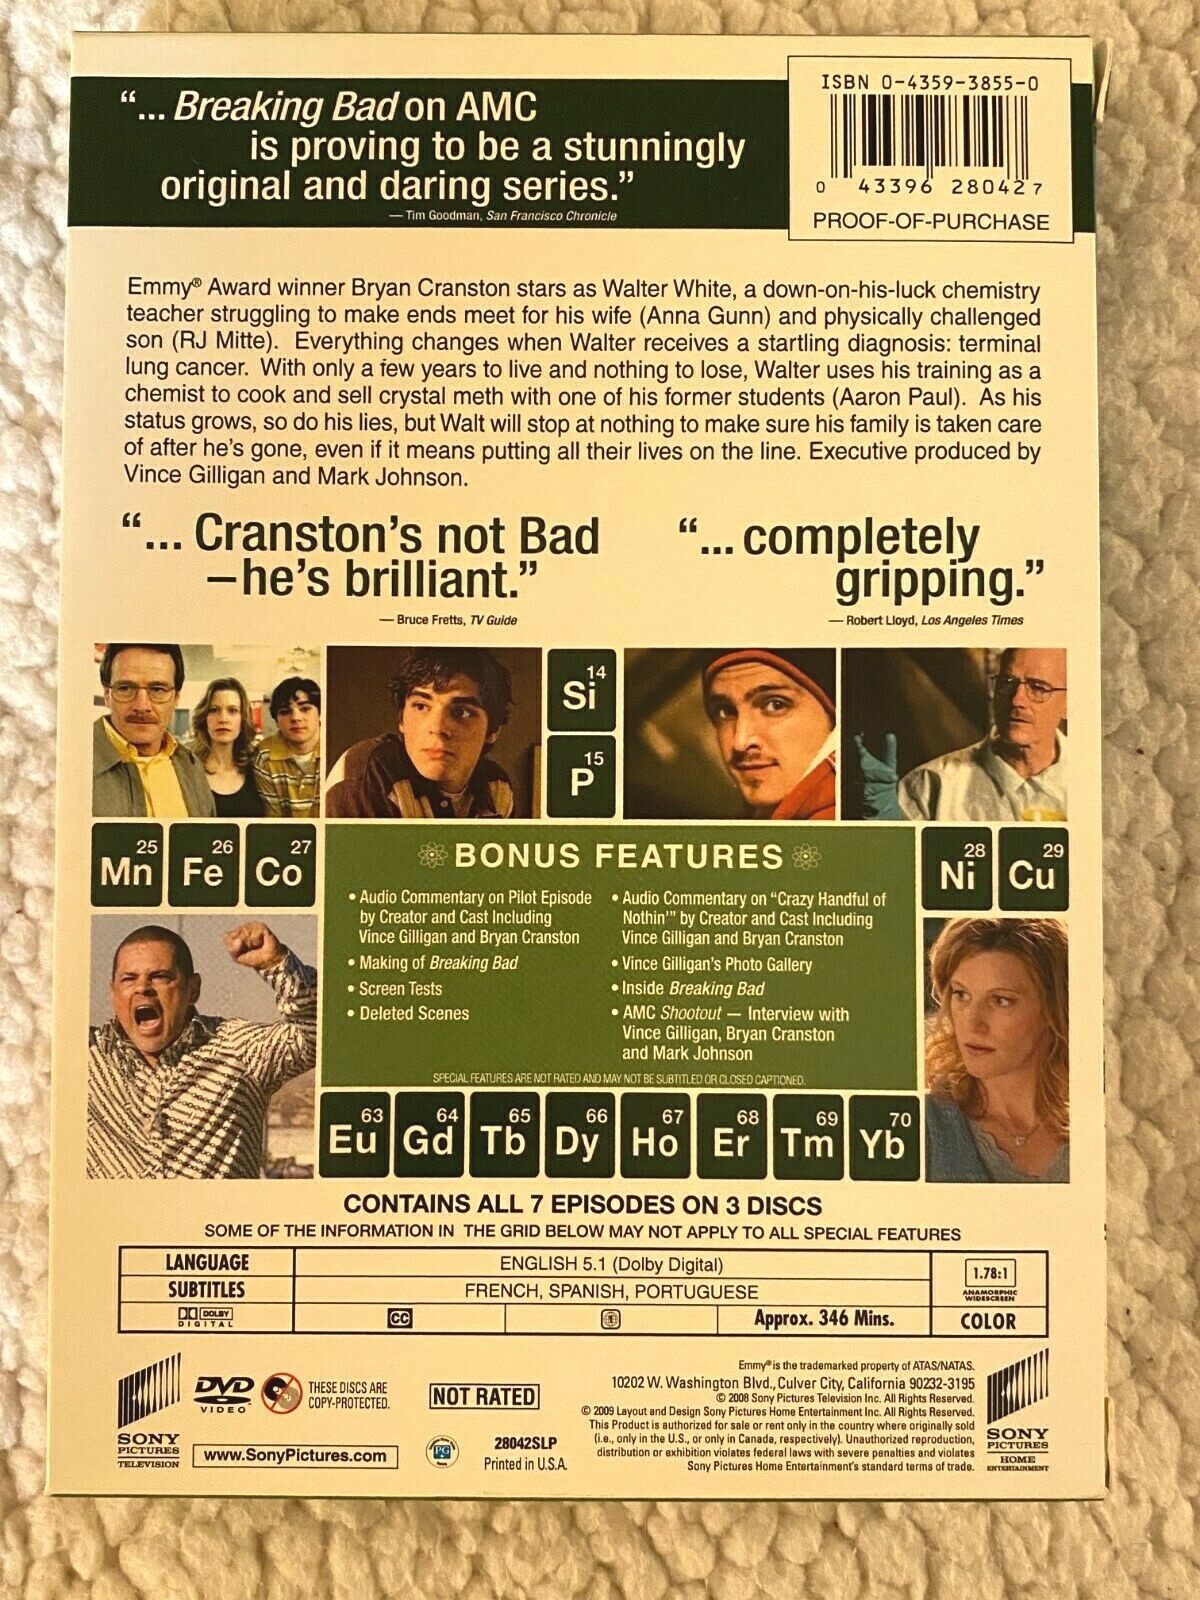 “... Breaking Bad on AMC
is proving to be a stunningly
original and daring series.”
— Tim Goodman, San Francisco Chronicle
ISBN 0-4359-3855-0
0 43396 28042 7
PROOF-OF-PURCHASE
Emmy® Award winner Bryan Cranston stars as Walter White, a down-on-his-luck chemistry
teacher struggling to make ends meet for his wife (Anna Gunn) and physically challenged
son (RJ Mitte). Everything changes when Walter receives a startling diagnosis: terminal
lung cancer. With only a few years to live and nothing to lose, Walter uses his training as a
chemist to cook and sell crystal meth with one of his former students (Aaron Paul). As his
status grows, so do his lies, but Walt will stop at nothing to make sure his family is taken care
of after he's gone, even if it means putting all their lives on the line. Executive produced by
Vince Gilligan and Mark Johnson.
“... Cranston’s not Bad
–he’s brilliant.”
— Bruce Fretts, TV Guide
“... completely
gripping.”
— Robert Lloyd, Los Angeles Times
14
Si
15
P
25
Mn
26
Fe
27
Co
28
Ni
29
Cu
BONUS FEATURES
• Audio Commentary on Pilot Episode
by Creator and Cast Including
Vince Gilligan and Bryan Cranston
• Making of Breaking Bad
• Screen Tests
• Deleted Scenes
• Audio Commentary on “Crazy Handful of
Nothin’” by Creator and Cast Including
Vince Gilligan and Bryan Cranston
• Vince Gilligan's Photo Gallery
• Inside Breaking Bad
• AMC Shootout — Interview with
Vince Gilligan, Bryan Cranston
and Mark Johnson
SPECIAL FEATURES ARE NOT RATED AND MAY NOT BE SUBTITLED OR CLOSED CAPTIONED.
63
Eu
64
Gd
65
Tb
66
Dy
67
Ho
68
Er
69
Tm
70
Yb
CONTAINS ALL 7 EPISODES ON 3 DISCS
SOME OF THE INFORMATION IN THE GRID BELOW MAY NOT APPLY TO ALL SPECIAL FEATURES
LANGUAGE ENGLISH 5.1 (Dolby Digital)
SUBTITLES FRENCH, SPANISH, PORTUGUESE
1.78:1
ANAMORPHIC
WIDESCREEN
DOLBY
DIGITAL
CC
1
Approx. 346 Mins.
COLOR
SONY
PICTURES
TELEVISION
DVD
VIDEO
THESE DISCS ARE
COPY-PROTECTED.
www.SonyPictures.com
NOT RATED
PG
28042SLP
Printed in U.S.A.
Emmy® is the trademarked property of ATAS/NATAS.
10202 W. Washington Blvd., Culver City, California 90232-3195
© 2008 Sony Pictures Television Inc. All Rights Reserved.
© 2009 Layout and Design Sony Pictures Home Entertainment Inc. All Rights Reserved.
This Product is authorized for sale or rent only in the country where originally sold
(i.e., only in the U.S., or only in Canada, respectively). Unauthorized reproduction,
distribution or exhibition violates federal laws with severe penalties and violates
Sony Pictures Home Entertainment's standard terms of trade.
SONY
PICTURES
HOME
ENTERTAINMENT